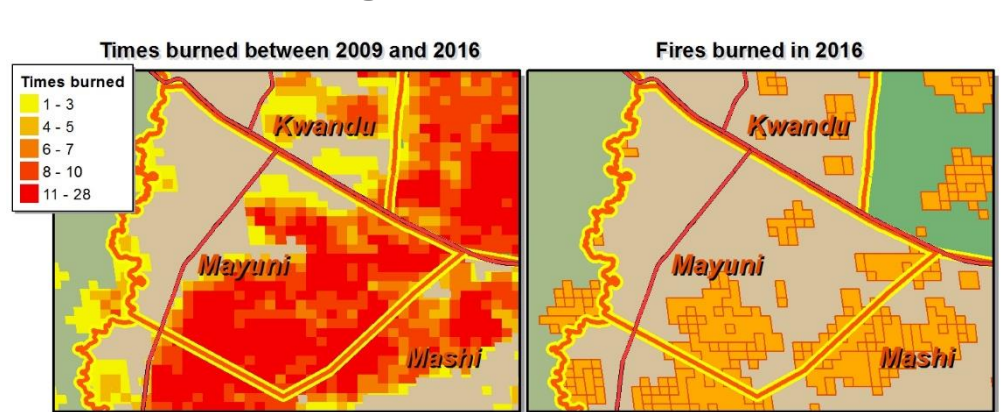 Times burned between 2009 and 2016
Fires burned in 2016
Times burned
1 - 3
4 - 5
6 - 7
8 - 10
11 - 28
Kwandu
Mayuni
Mashi
Kwandu
Mayuni
Mashi